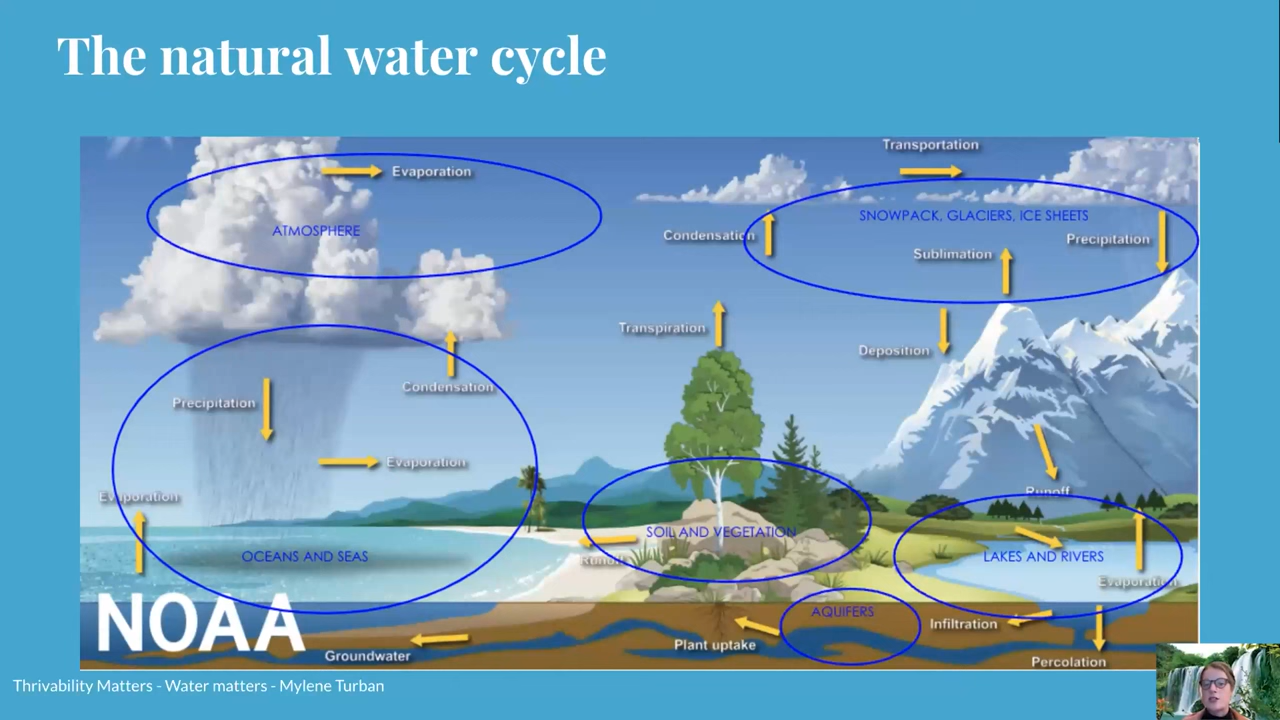 The natural water cycle
Transportation
Evaporation
ATMOSPHERE
SNOWPACK, GLACIERS, ICE SHEETS
Condensation
Precipitation
Sublimation
Transpiration
Deposition
Condensation
Precipitation
Evaporation
Evaporation
Runoff
SOIL AND VEGETATION
OCEANS AND SEAS
LAKES AND RIVERS
Runoff
Evaporation
AQUIFERS
NOAA
Infiltration
Plant uptake
Groundwater
Percolation
Thrivability Matters - Water matters - Mylene Turban